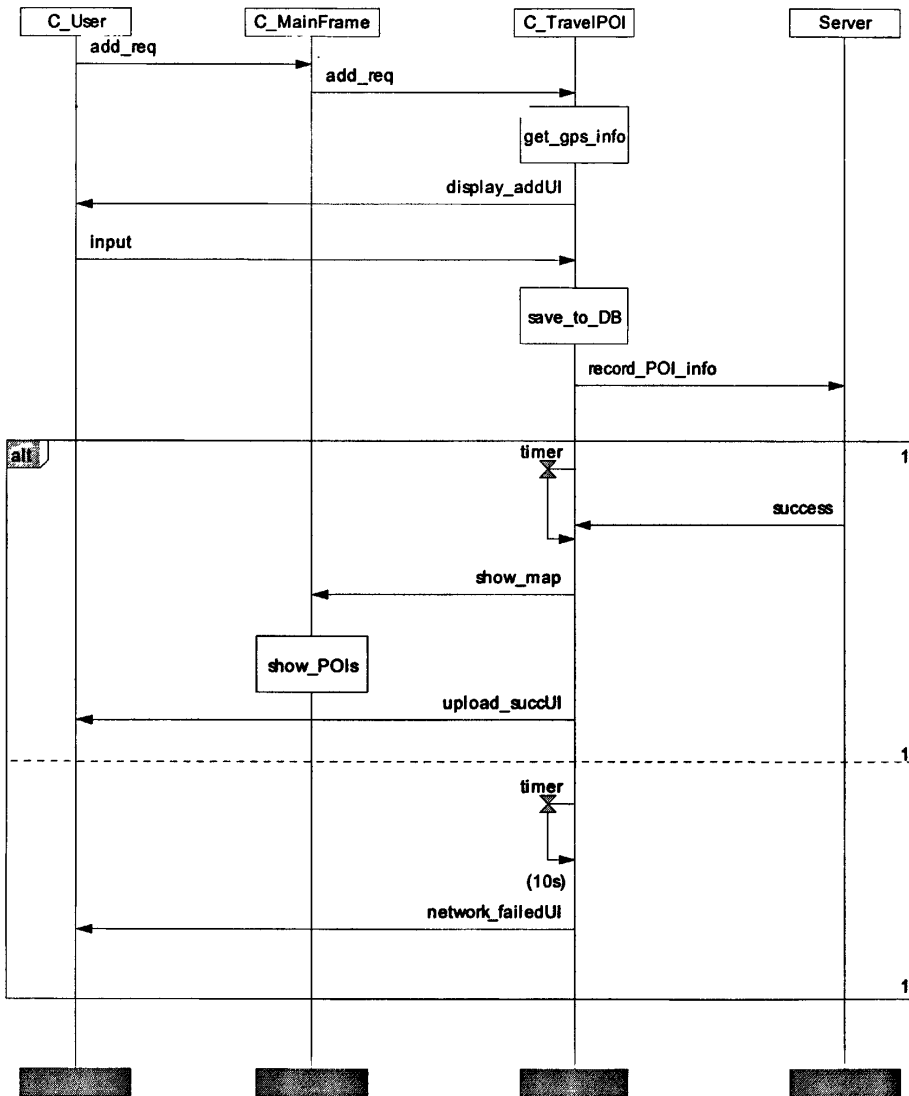 C_User C_MainFrame C_TravelPOI Server
add_req
add_req
get_gps_info
display_addUI
input
save_to_DB
record_POI_info
alt
timer
1
success
show_map
show_POIs
upload_succUI
1
timer
(10s)
network_failedUI
1